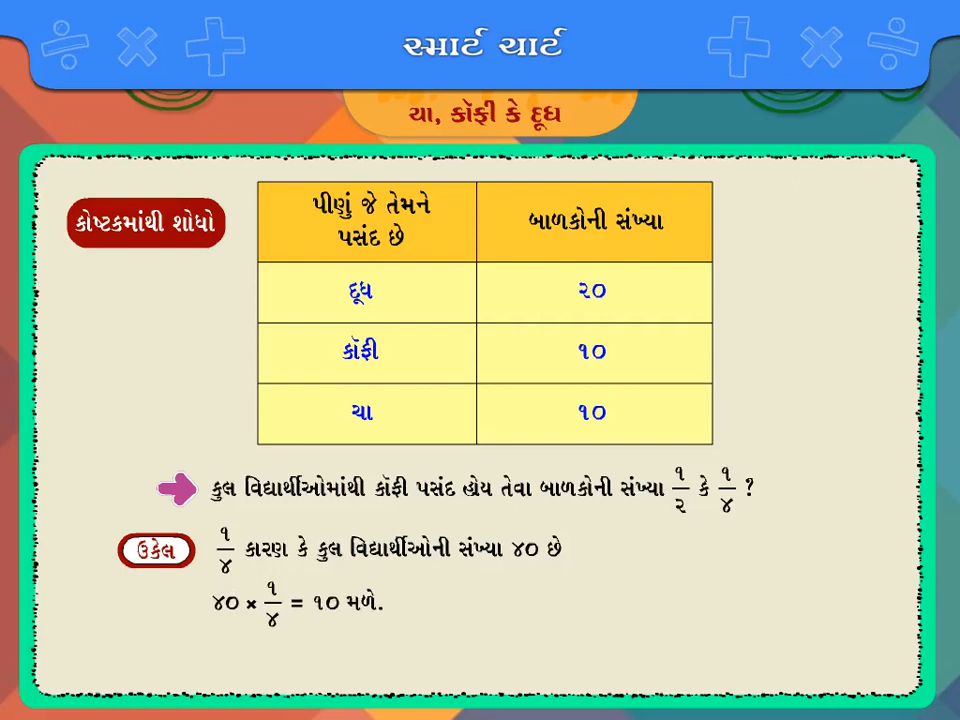 સ્માર્ટ ચાર્ટ
ચા, કૉફી કે દૂધ
કોષ્ટકમાંથી શોધો
પીણું જે તેમને પસંદ છે | બાળકોની સંખ્યા
દૂધ | ૨૦
કૉફી | ૧૦
ચા | ૧૦
કુલ વિદ્યાર્થીઓમાંથી કૉફી પસંદ હોય તેવા બાળકોની સંખ્યા ૧/૨ કે ૧/૪ ?
ઉકેલ ૧/૪ કારણ કે કુલ વિદ્યાર્થીઓની સંખ્યા ૪૦ છે
૪૦ × ૧/૪ = ૧૦ મળે.